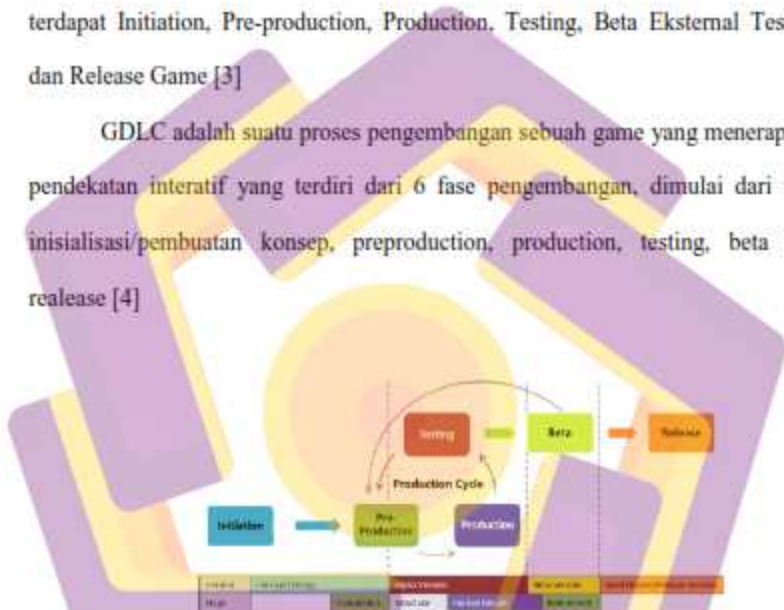 terdapat Initiation, Pre-production, Production, Testing, Beta Eksternal Tes
dan Release Game [3]
GDLC adalah suatu proses pengembangan sebuah game yang menerap
pendekatan interatif yang terdiri dari 6 fase pengembangan, dimulai dari
inisialisasi/pembuatan konsep, preproduction, production, testing, beta
realease [4]
Testing Beta Release
Production Cycle
Initiation Pre-Production Production